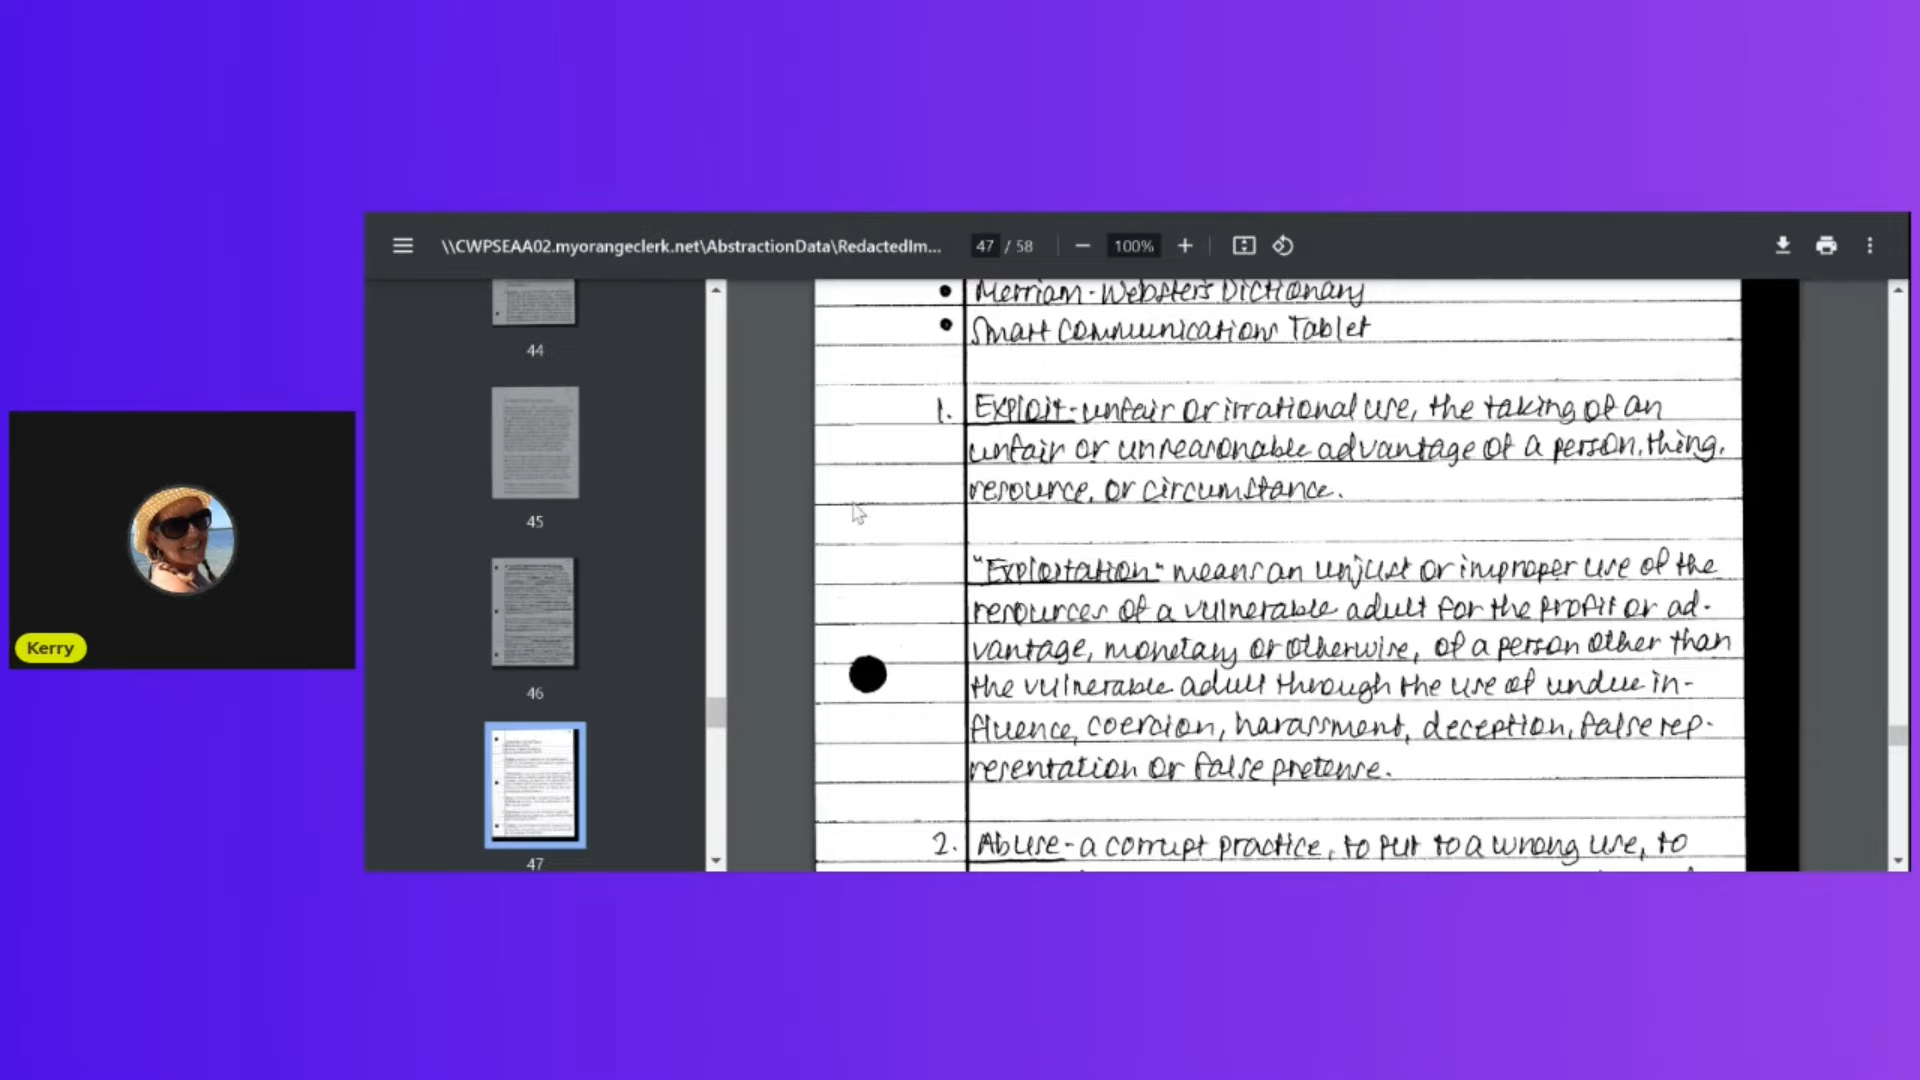 \\CWPSEAA02.myorangeclerk.net\AbstractionData\RedactedIm...
47 / 58
100%
44
45
46
47
Kerry
• Merriam-Webster's Dictionary
• Smart Communications Tablet
1. Exploit - unfair or irrational use, the taking of an
unfair or unreasonable advantage of a person, thing,
resource, or circumstance.
"Exploitation" means an unjust or improper use of the
resources of a vulnerable adult for the profit or ad-
vantage, monetary or otherwise, of a person other than
the vulnerable adult through the use of undue in-
fluence, coercion, harassment, deception, false rep-
resentation or false pretense.
2. Abuse - a corrupt practice, to put to a wrong use, to